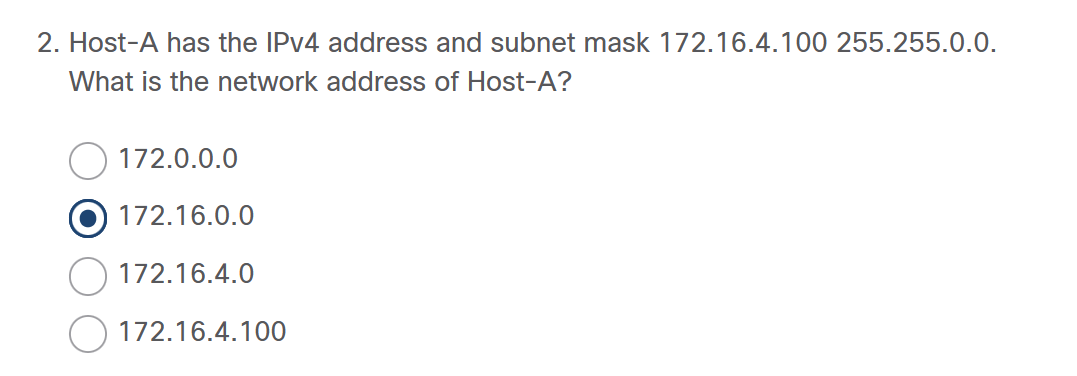 2. Host-A has the IPv4 address and subnet mask 172.16.4.100 255.255.0.0.
What is the network address of Host-A?
172.0.0.0
172.16.0.0
172.16.4.0
172.16.4.100